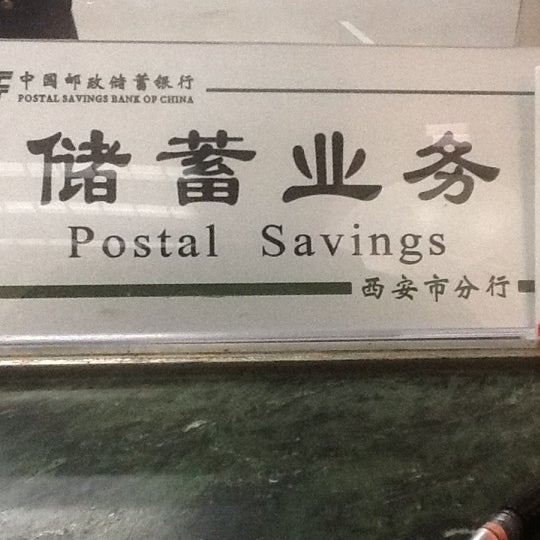 中国邮政储蓄银行
POSTAL SAVINGS BANK OF CHINA
储蓄业务
Postal Savings
西安市分行